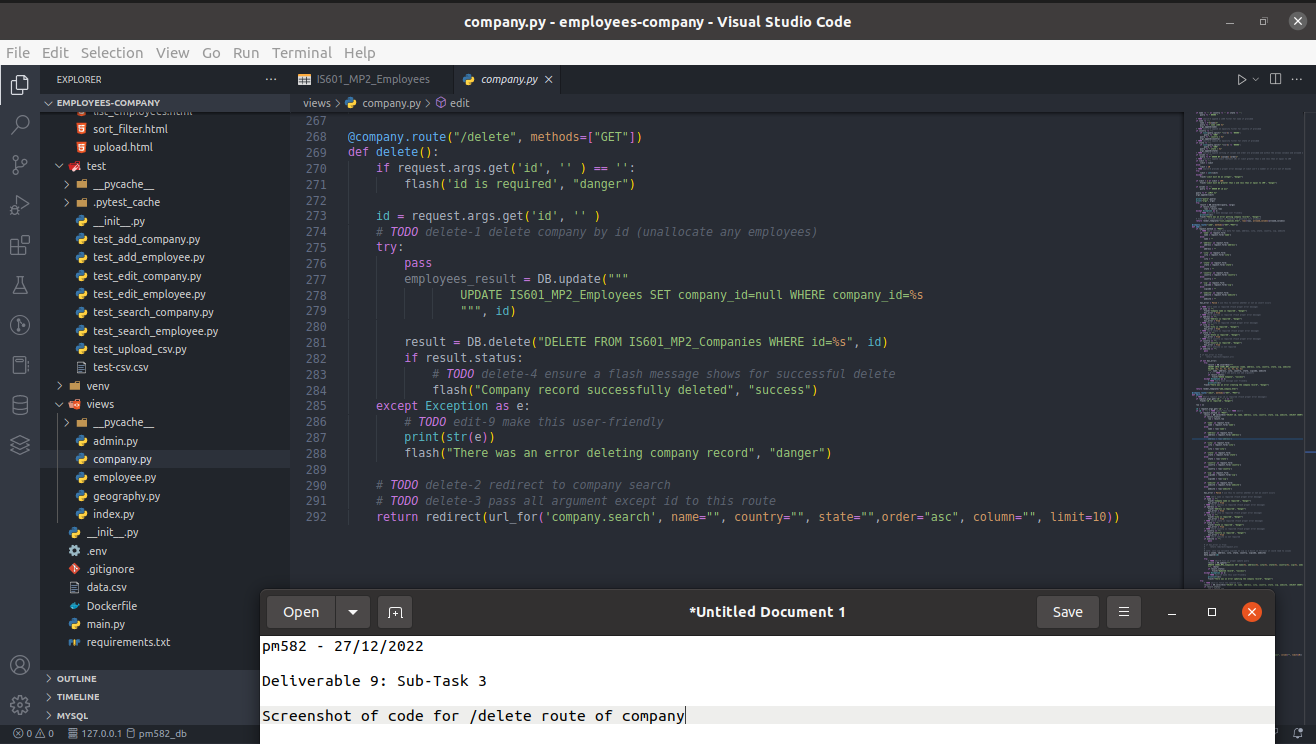 company.py - employees-company - Visual Studio Code
File Edit Selection View Go Run Terminal Help
EXPLORER
IS601_MP2_Employees
company.py
EMPLOYEES-COMPANY
views > company.py > edit
list_employees.html
sort_filter.html
upload.html
test
__pycache__
.pytest_cache
__init__.py
test_add_company.py
test_add_employee.py
test_edit_company.py
test_edit_employee.py
test_search_company.py
test_search_employee.py
test_upload_csv.py
test-csv.csv
venv
views
__pycache__
admin.py
company.py
employee.py
geography.py
index.py
__init__.py
.env
.gitignore
data.csv
Dockerfile
main.py
requirements.txt
OUTLINE
TIMELINE
MYSQL
0 0 127.0.0.1 pm582_db
267
268 @company.route("/delete", methods=["GET"])
269 def delete():
270 if request.args.get('id', '' ) == '':
271 flash('id is required', "danger")
272
273 id = request.args.get('id', '' )
274 # TODO delete-1 delete company by id (unallocate any employees)
275 try:
276 pass
277 employees_result = DB.update("""
278 UPDATE IS601_MP2_Employees SET company_id=null WHERE company_id=%s
279 """, id)
280
281 result = DB.delete("DELETE FROM IS601_MP2_Companies WHERE id=%s", id)
282 if result.status:
283 # TODO delete-4 ensure a flash message shows for successful delete
284 flash("Company record successfully deleted", "success")
285 except Exception as e:
286 # TODO edit-9 make this user-friendly
287 print(str(e))
288 flash("There was an error deleting company record", "danger")
289
290 # TODO delete-2 redirect to company search
291 # TODO delete-3 pass all argument except id to this route
292 return redirect(url_for('company.search', name="", country="", state="",order="asc", column="", limit=10))
Open
*Untitled Document 1
Save
pm582 - 27/12/2022
Deliverable 9: Sub-Task 3
Screenshot of code for /delete route of company